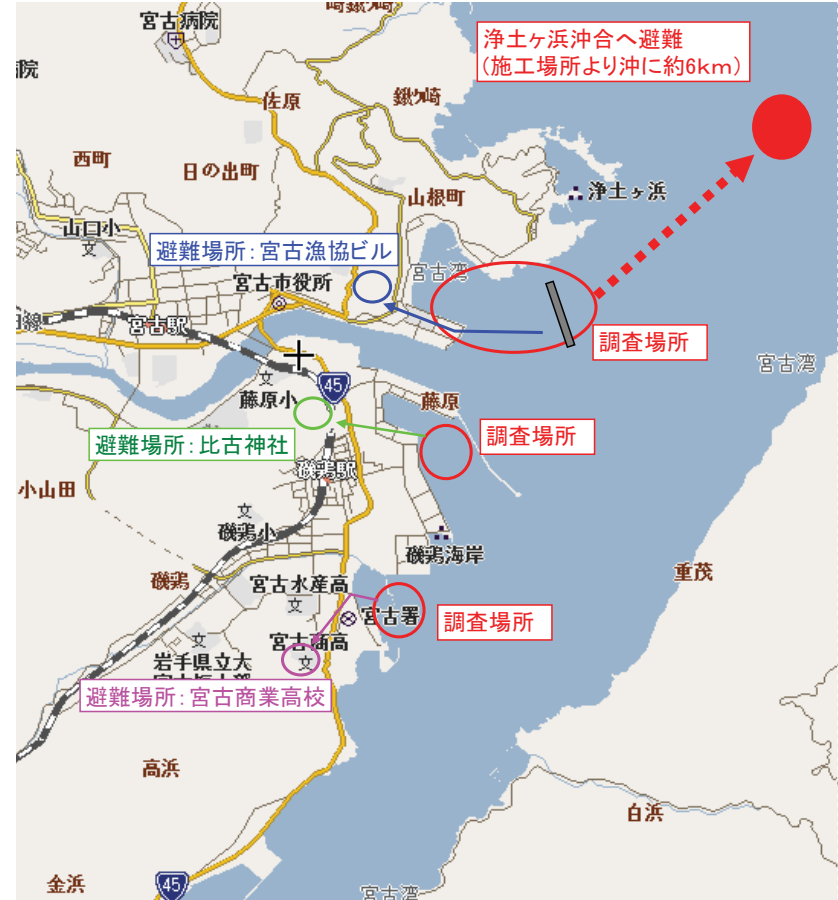 宮古病院
院
浄土ヶ浜沖合へ避難
(施工場所より沖に約6km)
佐原
鍬ヶ崎
西町
日の出町
山根町
浄土ヶ浜
山口小
文
避難場所：宮古漁協ビル
宮古湾
宮古市役所
宮古駅
調査場所
宮古湾
文
45
藤原小
藤原
避難場所：比古神社
調査場所
磯鶏駅
小山田
文
磯鶏小
磯鶏海岸
重茂
磯鶏
宮古水産高
文
宮古署
調査場所
文
宮古商高
文
岩手県立大
避難場所：宮古商業高校
高浜
白浜
金浜
45
宮古湾